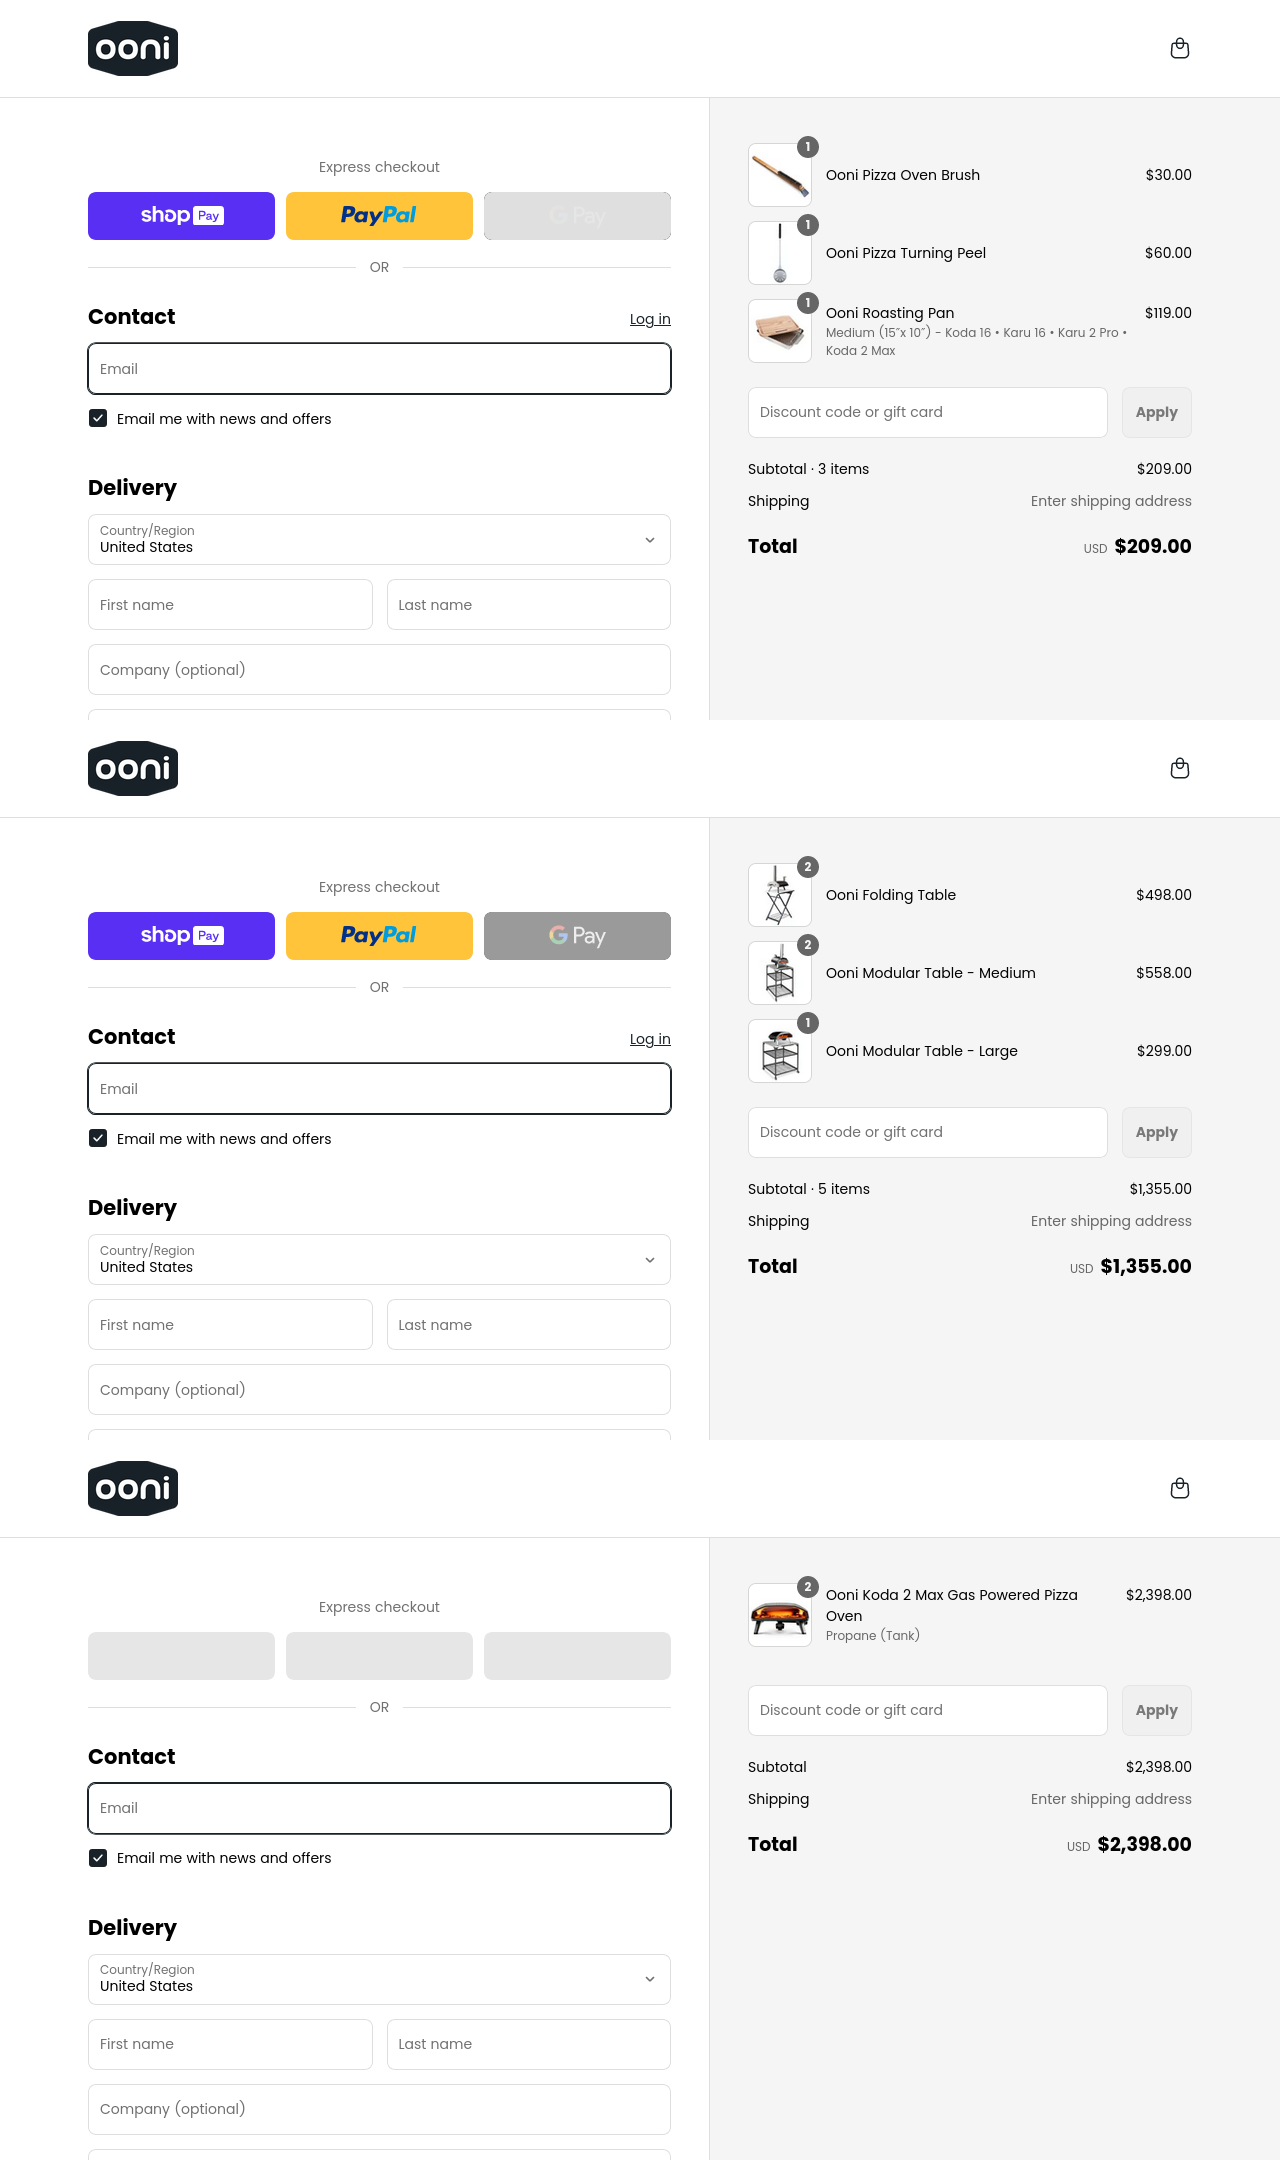 ooni
Express checkout
shop Pay
PayPal
G Pay
OR
Contact
Log in
Email
Email me with news and offers
Delivery
Country/Region
United States
First name
Last name
Company (optional)
1
Ooni Pizza Oven Brush
$30.00
1
Ooni Pizza Turning Peel
$60.00
1
Ooni Roasting Pan
$119.00
Medium (15″x 10″) - Koda 16 • Karu 16 • Karu 2 Pro •
Koda 2 Max
Discount code or gift card
Apply
Subtotal · 3 items
$209.00
Shipping
Enter shipping address
Total
USD $209.00
ooni
Express checkout
shop Pay
PayPal
G Pay
OR
Contact
Log in
Email
Email me with news and offers
Delivery
Country/Region
United States
First name
Last name
Company (optional)
2
Ooni Folding Table
$498.00
2
Ooni Modular Table - Medium
$558.00
1
Ooni Modular Table - Large
$299.00
Discount code or gift card
Apply
Subtotal · 5 items
$1,355.00
Shipping
Enter shipping address
Total
USD $1,355.00
ooni
Express checkout
OR
Contact
Email
Email me with news and offers
Delivery
Country/Region
United States
First name
Last name
Company (optional)
2
Ooni Koda 2 Max Gas Powered Pizza
Oven
$2,398.00
Propane (Tank)
Discount code or gift card
Apply
Subtotal
$2,398.00
Shipping
Enter shipping address
Total
USD $2,398.00